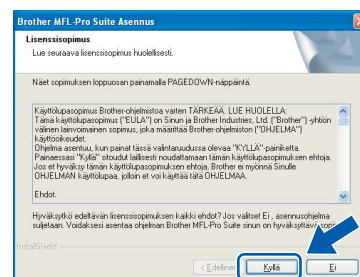 Brother MFL-Pro Suite Asennus
Lisenssisopimus
Lue seuraava lisenssisopimus huolellisesti.
Näet sopimuksen loppuosan painamalla PAGEDOWN-näppäintä.
Käyttölupasopimus Brother-ohjelmistoa varten TÄRKEÄÄ. LUE HUOLELLA:
Tämä käyttölupasopimus ("EULA") on Sinun ja Brother Industries, Ltd. ("Brother") -yhtiön
välinen lainvoimainen sopimus, joka määrittää Brother-ohjelmiston ("OHJELMA")
käyttöoikeudet.
Ohjelma asentuu, kun painat tässä valintaruudussa olevaa "KYLLÄ"-painiketta.
Painaessasi "Kyllä" sitoudut laillisesti noudattamaan tämän käyttölupasopimuksen ehtoja.
Jos et hyväksy tämän käyttölupasopimuksen ehtoja, Brother ei myönnä Sinulle
OHJELMAN käyttölupaa, jolloin et voi käyttää tätä OHJELMAA.
Ehdot.
Hyväksytkö edeltävän lisenssisopimuksen kaikki ehdot? Jos valitset Ei , asennusohjelma
suljetaan. Voidaksesi asentaa ohjelman Brother MFL-Pro Suite sinun on hyväksyttävä
InstallShield
< Edellinen Kyllä Ei